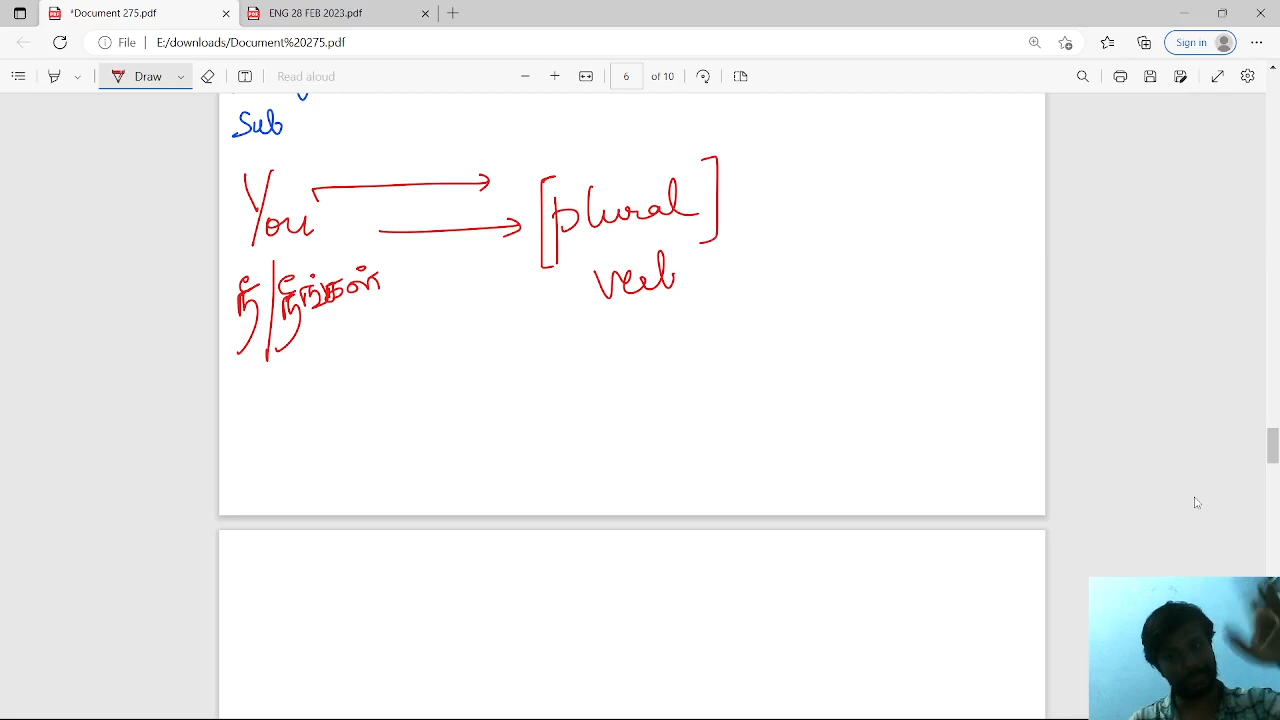 *Document 275.pdf
ENG 28 FEB 2023.pdf
File E:/downloads/Document%20275.pdf Sign in
Draw Read aloud 6 of 10
Sub
You [plural]
verb
நீ/நீங்கள்